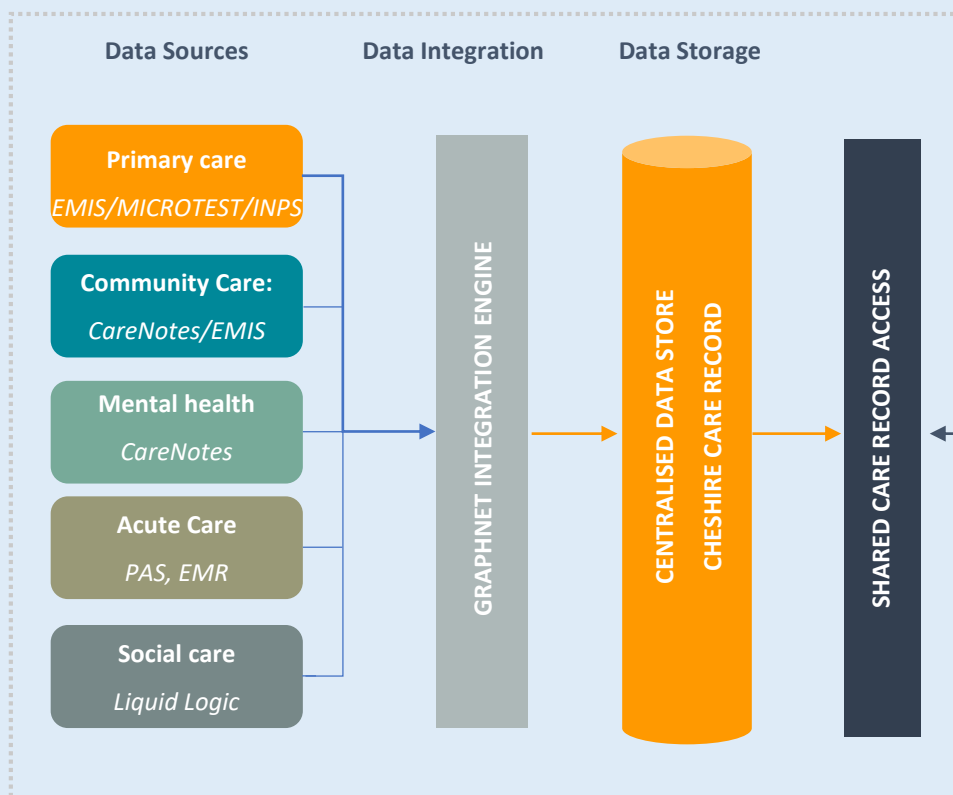 Data Sources
Data Integration
Data Storage
Primary care
EMIS/MICROTEST/INPS
Community Care:
CareNotes/EMIS
Mental health
CareNotes
Acute Care
PAS, EMR
Social care
Liquid Logic
GRAPHNET INTEGRATION ENGINE
CENTRALISED DATA STORE
CHESHIRE CARE RECORD
SHARED CARE RECORD ACCESS